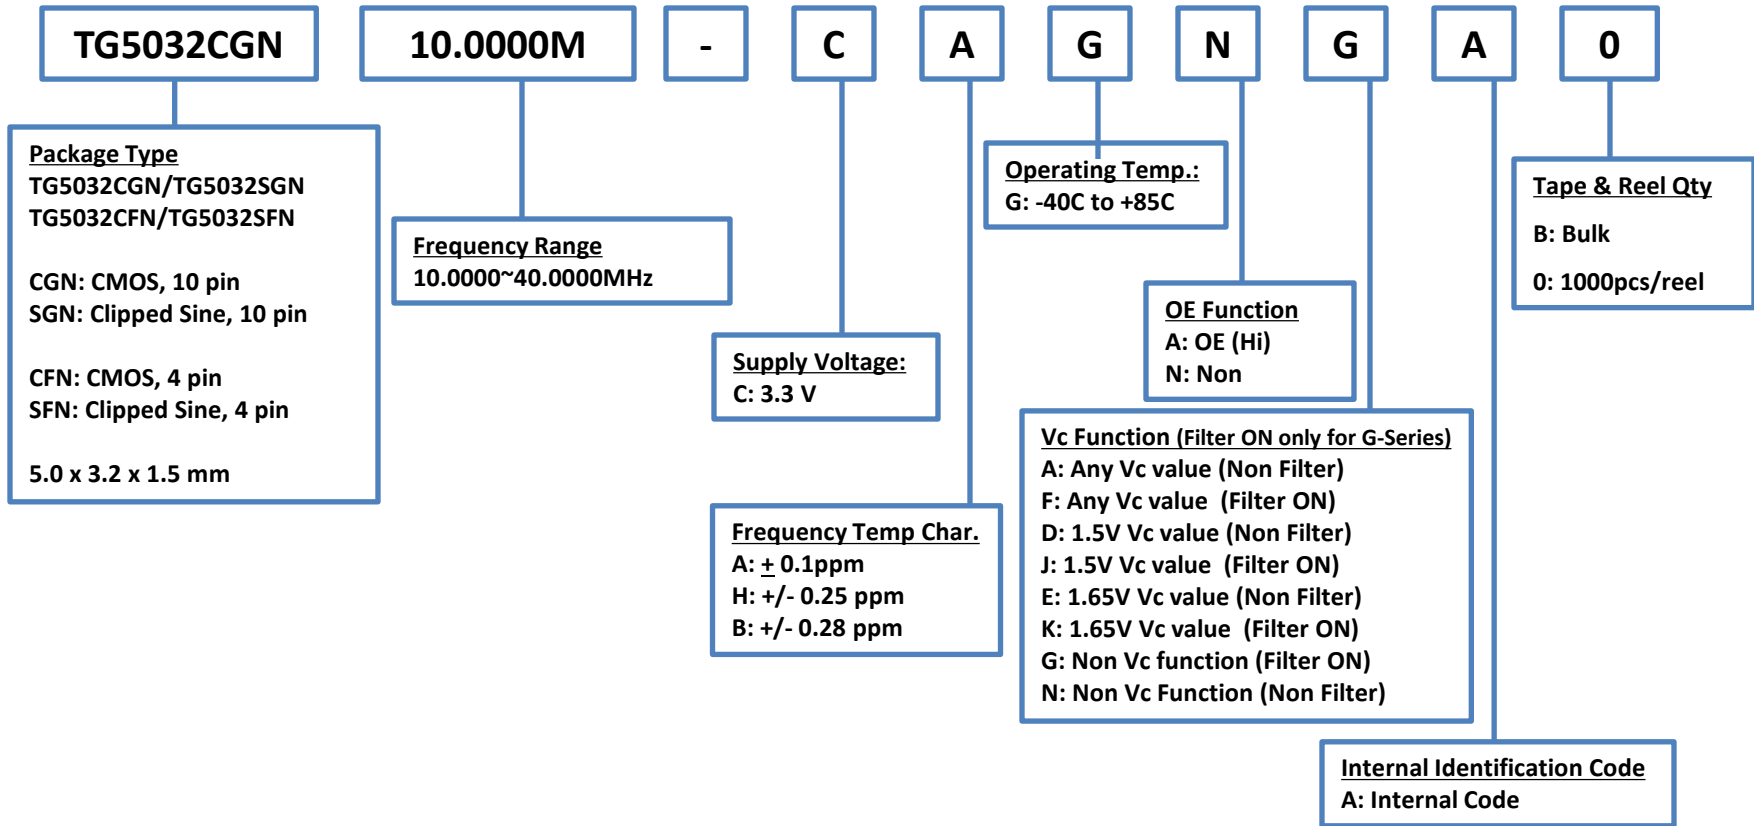 TG5032CGN 10.0000M - C A G N G A 0
Package Type
TG5032CGN/TG5032SGN
TG5032CFN/TG5032SFN
CGN: CMOS, 10 pin
SGN: Clipped Sine, 10 pin
CFN: CMOS, 4 pin
SFN: Clipped Sine, 4 pin
5.0 x 3.2 x 1.5 mm
Frequency Range
10.0000~40.0000MHz
Supply Voltage:
C: 3.3 V
Frequency Temp Char.
A: + 0.1ppm
H: +/- 0.25 ppm
B: +/- 0.28 ppm
Operating Temp.:
G: -40C to +85C
OE Function
A: OE (Hi)
N: Non
Vc Function (Filter ON only for G-Series)
A: Any Vc value (Non Filter)
F: Any Vc value  (Filter ON)
D: 1.5V Vc value (Non Filter)
J: 1.5V Vc value  (Filter ON)
E: 1.65V Vc value (Non Filter)
K: 1.65V Vc value  (Filter ON)
G: Non Vc function (Filter ON)
N: Non Vc Function (Non Filter)
Internal Identification Code
A: Internal Code
Tape & Reel Qty
B: Bulk
0: 1000pcs/reel